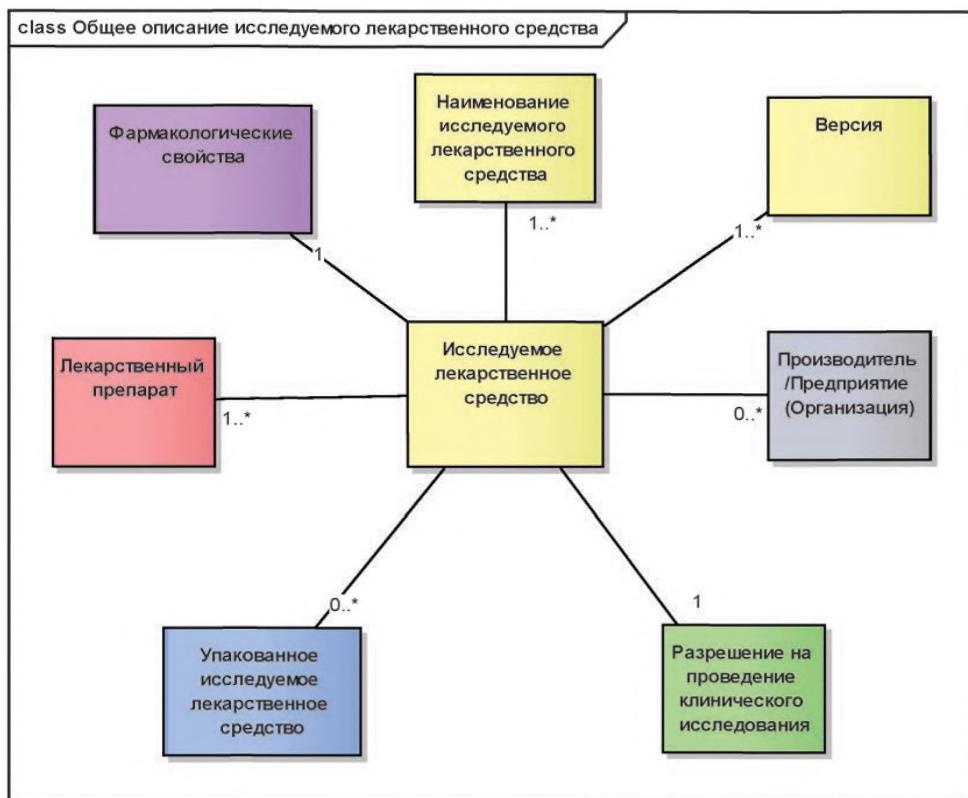 class Общее описание исследуемого лекарственного средства
Фармакологические
свойства
Наименование
исследуемого
лекарственного
средства
Версия
1..*
1..*
1
Лекарственный
препарат
Исследуемое
лекарственное
средство
Производитель
/Предприятие
(Организация)
1..*
0..*
0..*
1
Упакованное
исследуемое
лекарственное
средство
Разрешение на
проведение
клинического
исследования